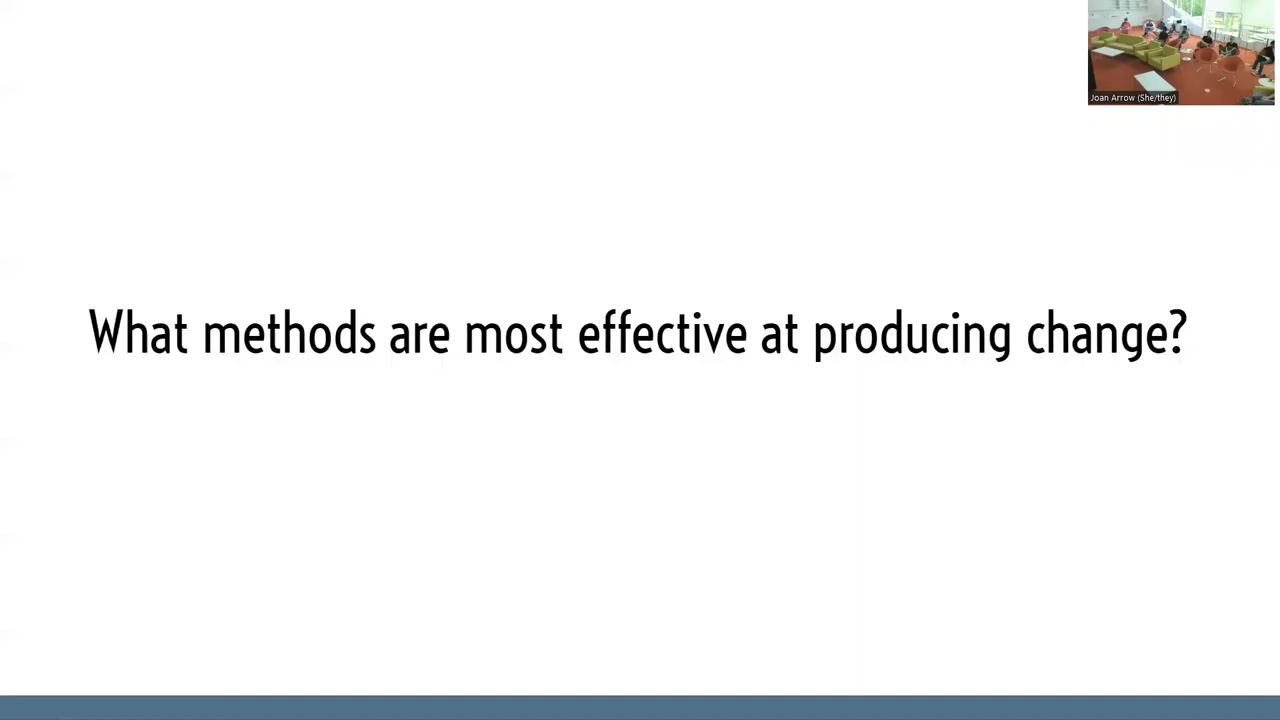 Joan Arrow (She/they)
What methods are most effective at producing change?